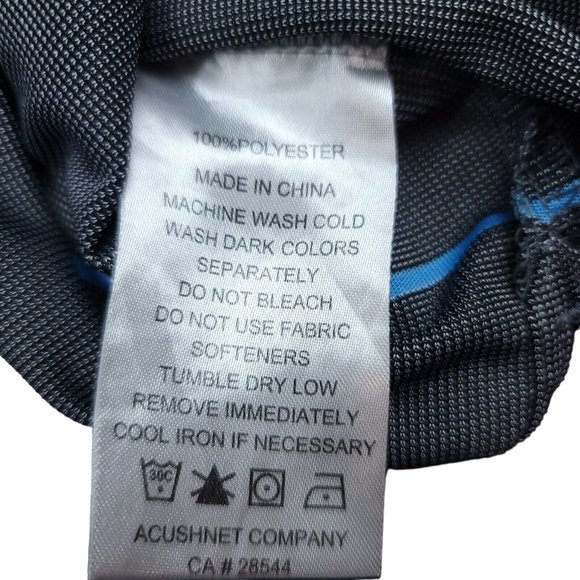 100%POLYESTER
MADE IN CHINA
MACHINE WASH COLD
WASH DARK COLORS
SEPARATELY
DO NOT BLEACH
DO NOT USE FABRIC
SOFTENERS
TUMBLE DRY LOW
REMOVE IMMEDIATELY
COOL IRON IF NECESSARY
30C
ACUSHNET COMPANY
CA # 28544